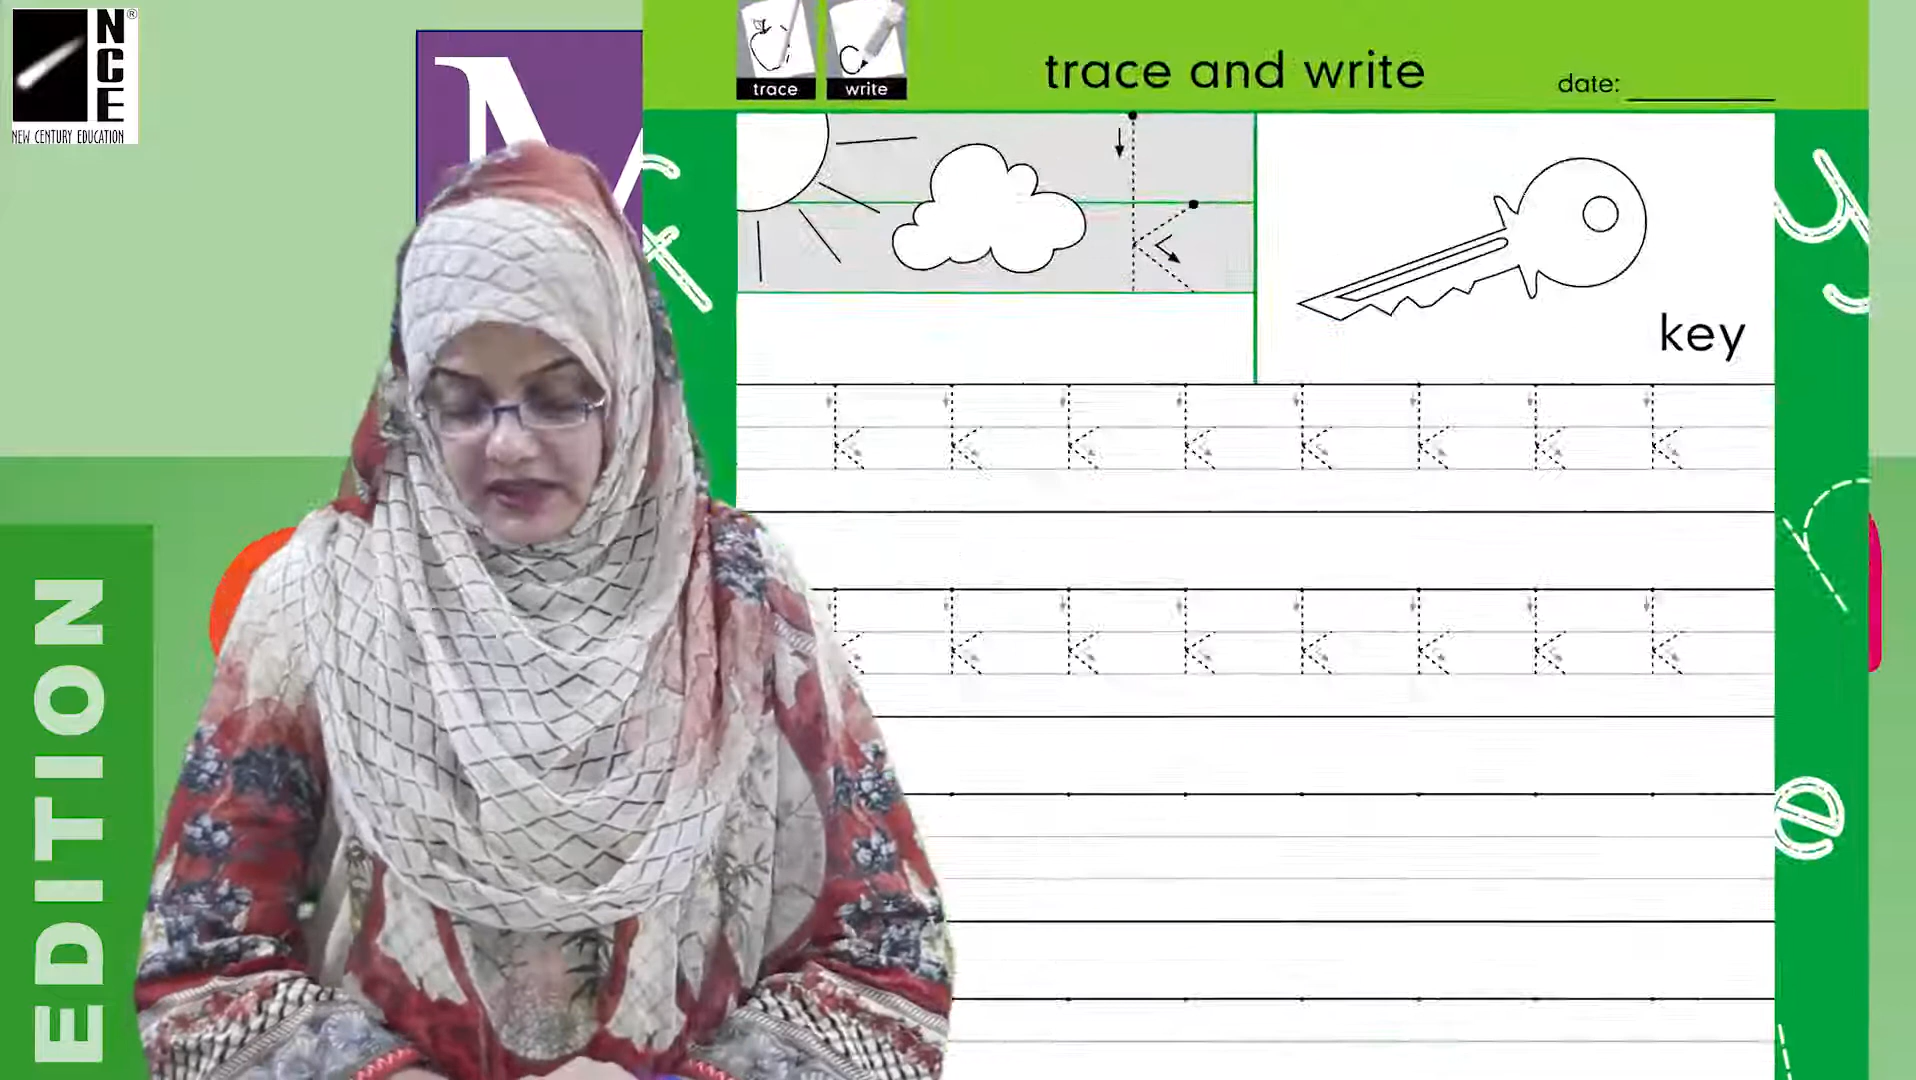 NCE®
NEW CENTURY EDUCATION
M
trace
write
trace and write
date:
k
key
k k k k k k k k
k k k k k k k k
f
y
r
e
EDITION